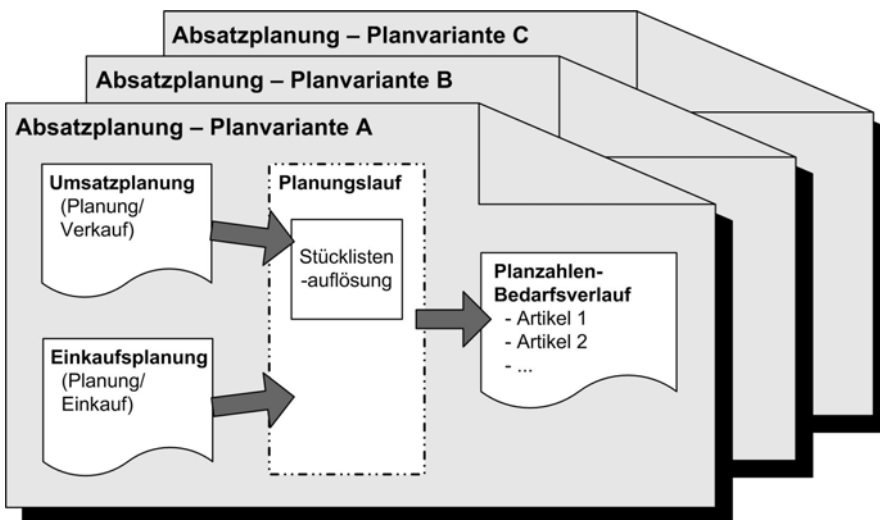 Absatzplanung – Planvariante C
Absatzplanung – Planvariante B
Absatzplanung – Planvariante A
Umsatzplanung
(Planung/
Verkauf)
Planungslauf
Stücklisten
-auflösung
Planzahlen-
Bedarfsverlauf
- Artikel 1
- Artikel 2
- ...
Einkaufsplanung
(Planung/
Einkauf)